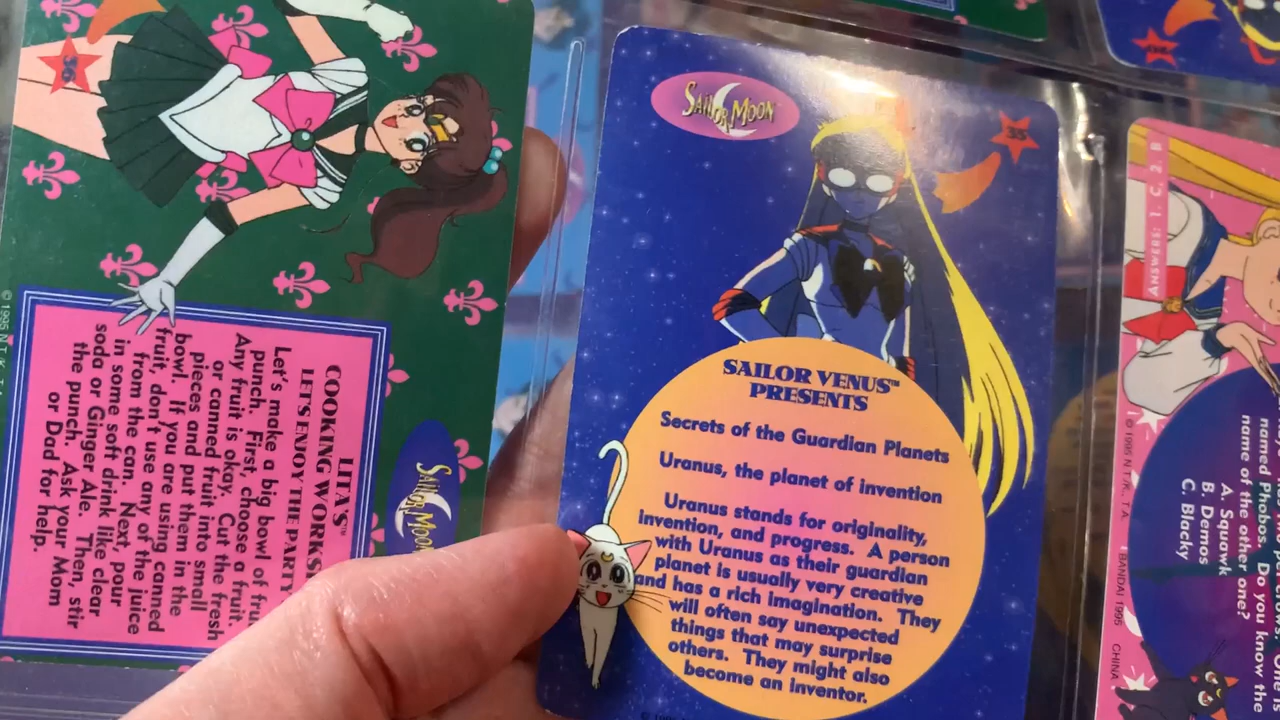 36
LITA'S™
COOKING WORKS!
LET'S ENJOY THE PARTY
Let's make a big bowl of
punch. First, choose a fruit.
Any fruit is okay. Cut the fresh
or canned fruit into small
pieces and put them in the
bowl. If you are using canned
fruit, don't use any of the juice
from the can. Next, pour
in some soft drink like clear
soda or Ginger Ale. Then, stir
the punch. Ask your Mom
or Dad for help.
SAILOR MOON
© 1995 N.T./K., T.A.
SAILOR MOON
SAILOR VENUS™
PRESENTS
Secrets of the Guardian Planets
Uranus, the planet of invention
Uranus stands for originality,
invention, and progress. A person
with Uranus as their guardian
planet is usually very creative
and has a rich imagination. They
will often say unexpected
things that may surprise
others. They might also
become an inventor.
ANSWERS: 1. C, 2. B
named Phobos. Do you know the
name of the other one?
A. Squawk
B. Demos
C. Blacky
© 1995 N.T./K., T.A. BANDAI 1995 CHINA